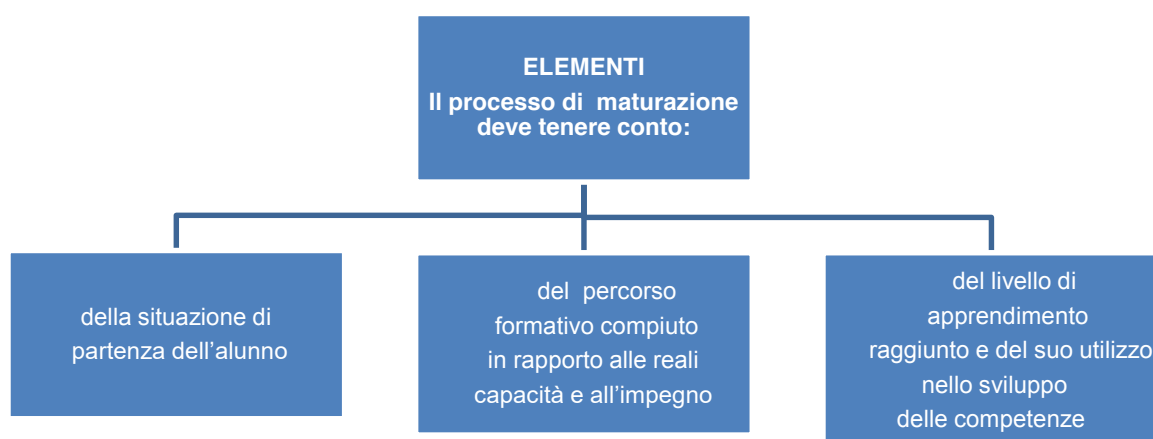 ELEMENTI
Il processo di maturazione
deve tenere conto:
della situazione di
partenza dell’alunno
del percorso
formativo compiuto
in rapporto alle reali
capacità e all’impegno
del livello di
apprendimento
raggiunto e del suo utilizzo
nello sviluppo
delle competenze